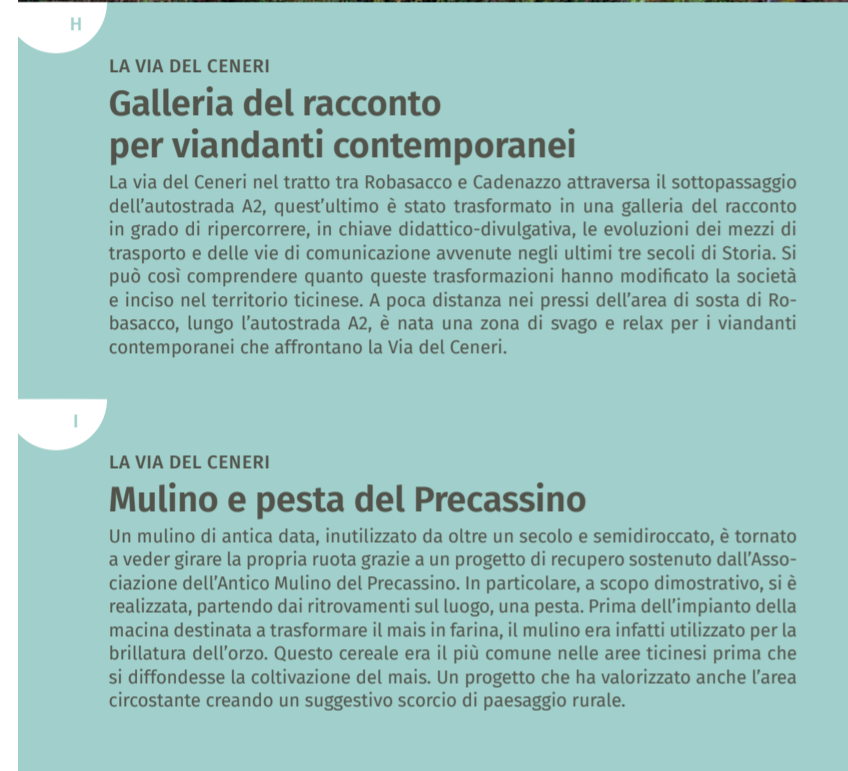 H
LA VIA DEL CENERI
Galleria del racconto
per viandanti contemporanei
La via del Ceneri nel tratto tra Robasacco e Cadenazzo attraversa il sottopassaggio
dell'autostrada A2, quest'ultimo è stato trasformato in una galleria del racconto
in grado di ripercorrere, in chiave didattico-divulgativa, le evoluzioni dei mezzi di
trasporto e delle vie di comunicazione avvenute negli ultimi tre secoli di Storia. Si
può così comprendere quanto queste trasformazioni hanno modificato la società
e inciso nel territorio ticinese. A poca distanza nei pressi dell'area di sosta di Ro-
basacco, lungo l'autostrada A2, è nata una zona di svago e relax per i viandanti
contemporanei che affrontano la Via del Ceneri.
I
LA VIA DEL CENERI
Mulino e pesta del Precassino
Un mulino di antica data, inutilizzato da oltre un secolo e semidiroccato, è tornato
a veder girare la propria ruota grazie a un progetto di recupero sostenuto dall'Asso-
ciazione dell'Antico Mulino del Precassino. In particolare, a scopo dimostrativo, si è
realizzata, partendo dai ritrovamenti sul luogo, una pesta. Prima dell'impianto della
macina destinata a trasformare il mais in farina, il mulino era infatti utilizzato per la
brillatura dell'orzo. Questo cereale era il più comune nelle aree ticinesi prima che
si diffondesse la coltivazione del mais. Un progetto che ha valorizzato anche l'area
circostante creando un suggestivo scorcio di paesaggio rurale.